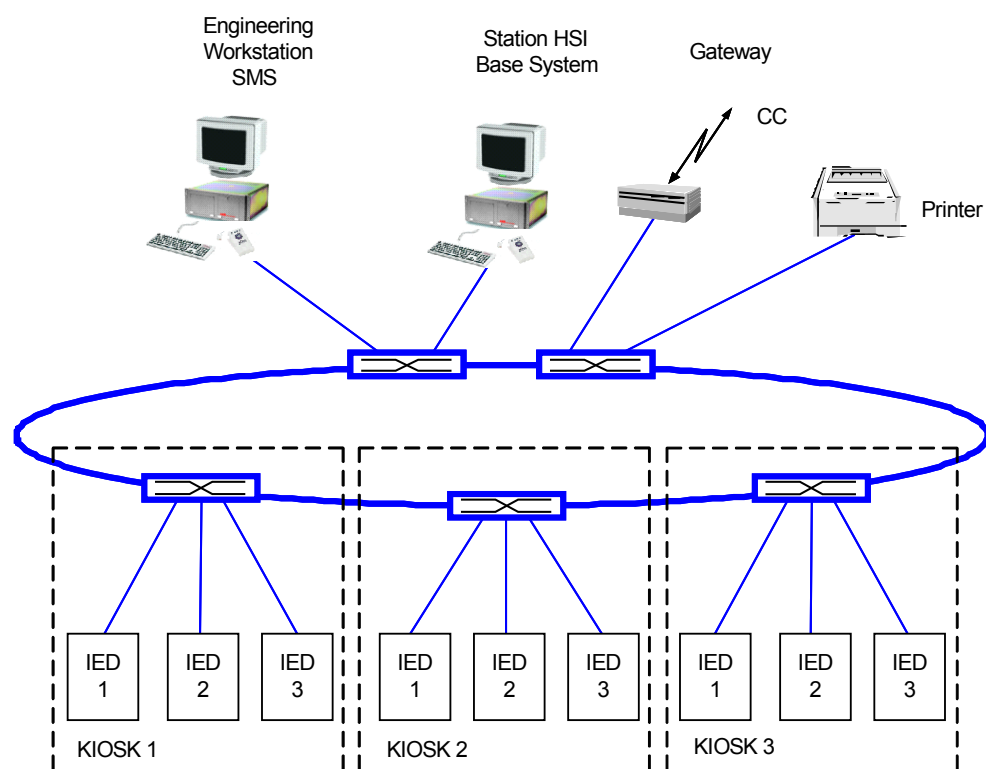 Engineering
Workstation
SMS
Station HSI
Base System
Gateway
CC
Printer
IED
1
IED
2
IED
3
KIOSK 1
IED
1
IED
2
IED
3
KIOSK 2
IED
1
IED
2
IED
3
KIOSK 3